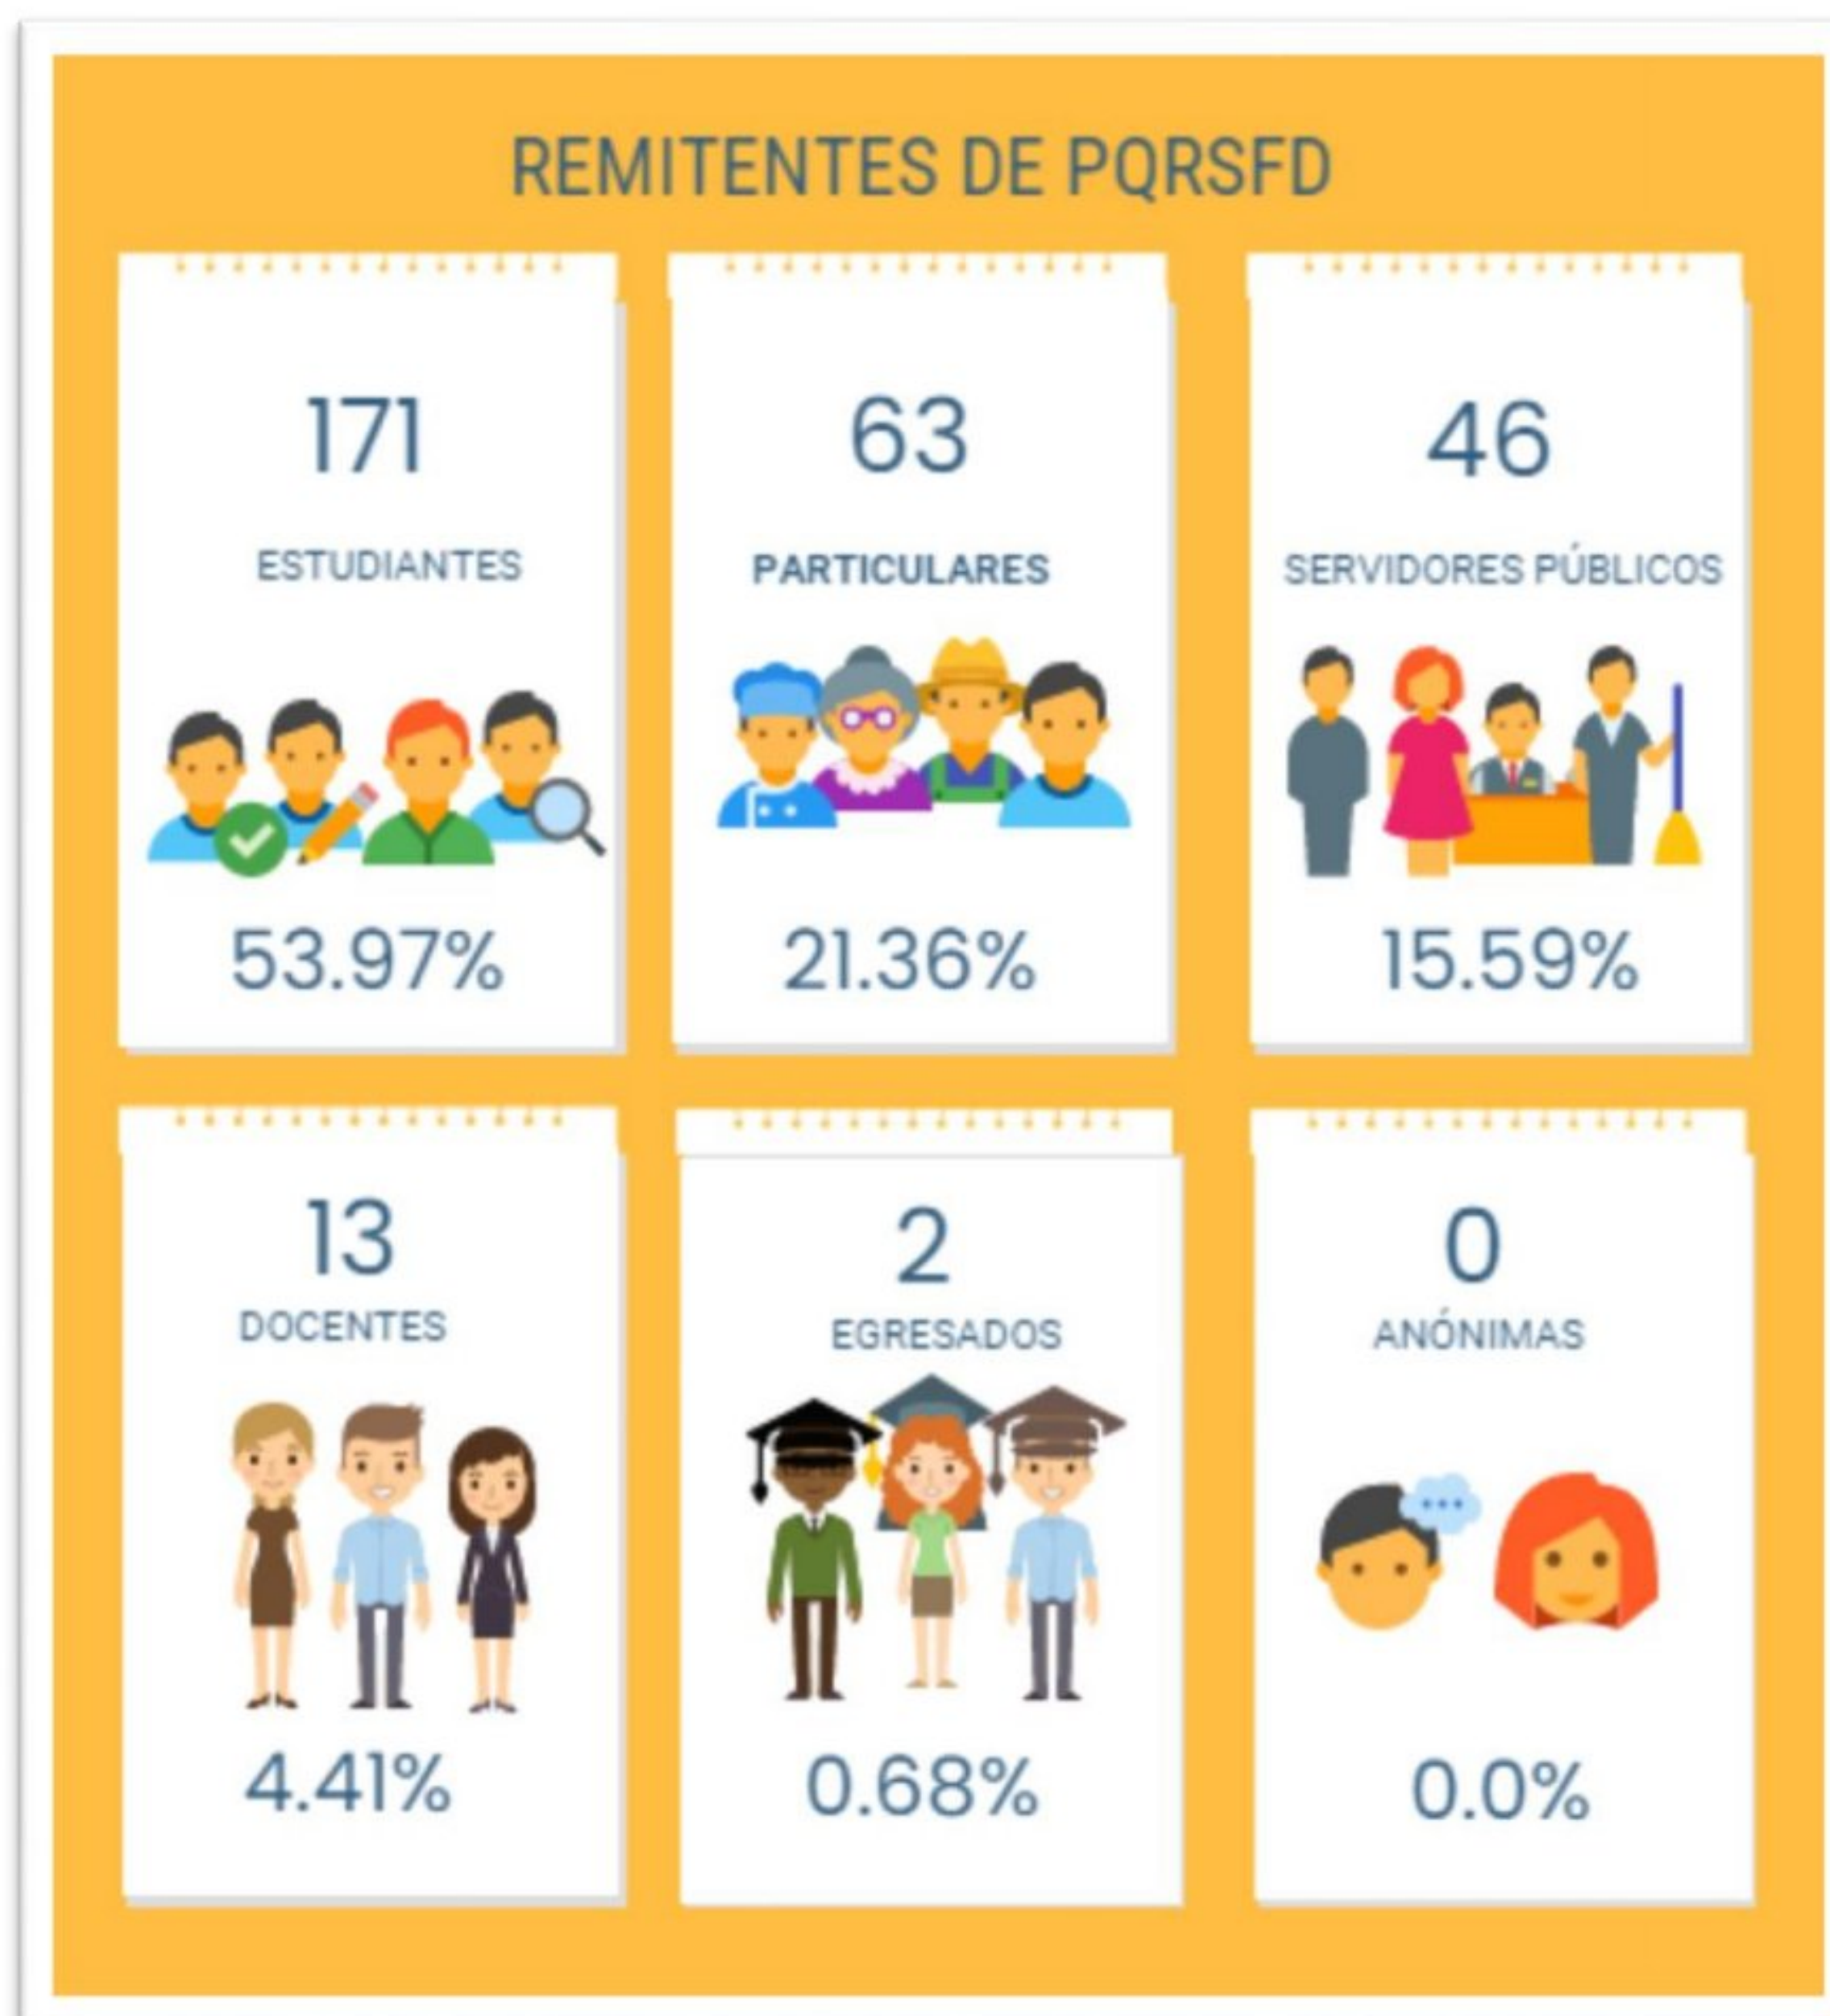 REMITENTES DE PQRSFD
171
ESTUDIANTES
53.97%
63
PARTICULARES
21.36%
46
SERVIDORES PÚBLICOS
15.59%
13
DOCENTES
4.41%
2
EGRESADOS
0.68%
0
ANÓNIMAS
0.0%